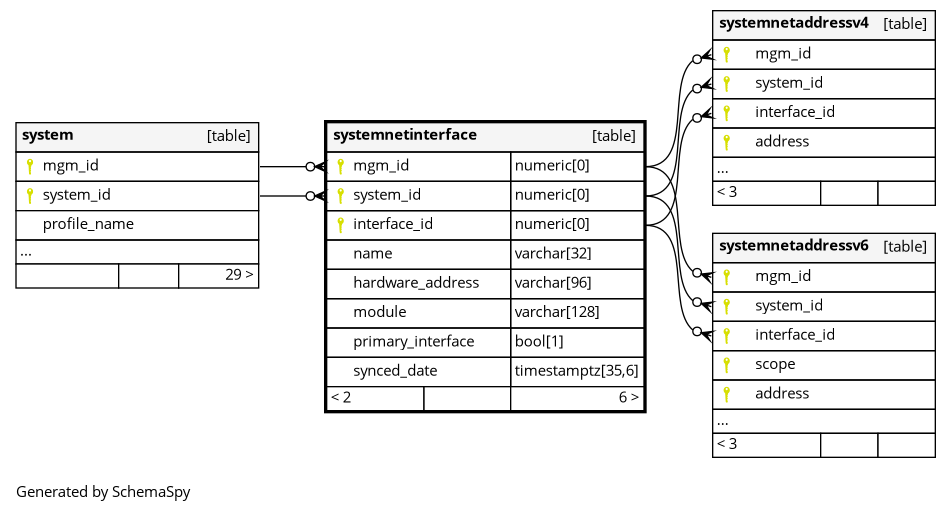 system [table]
mgm_id
system_id
profile_name
...
29 >
systemnetinterface [table]
mgm_id numeric[0]
system_id numeric[0]
interface_id numeric[0]
name varchar[32]
hardware_address varchar[96]
module varchar[128]
primary_interface bool[1]
synced_date timestamptz[35,6]
< 2 6 >
systemnetaddressv4 [table]
mgm_id
system_id
interface_id
address
...
< 3
systemnetaddressv6 [table]
mgm_id
system_id
interface_id
scope
address
...
< 3
Generated by SchemaSpy